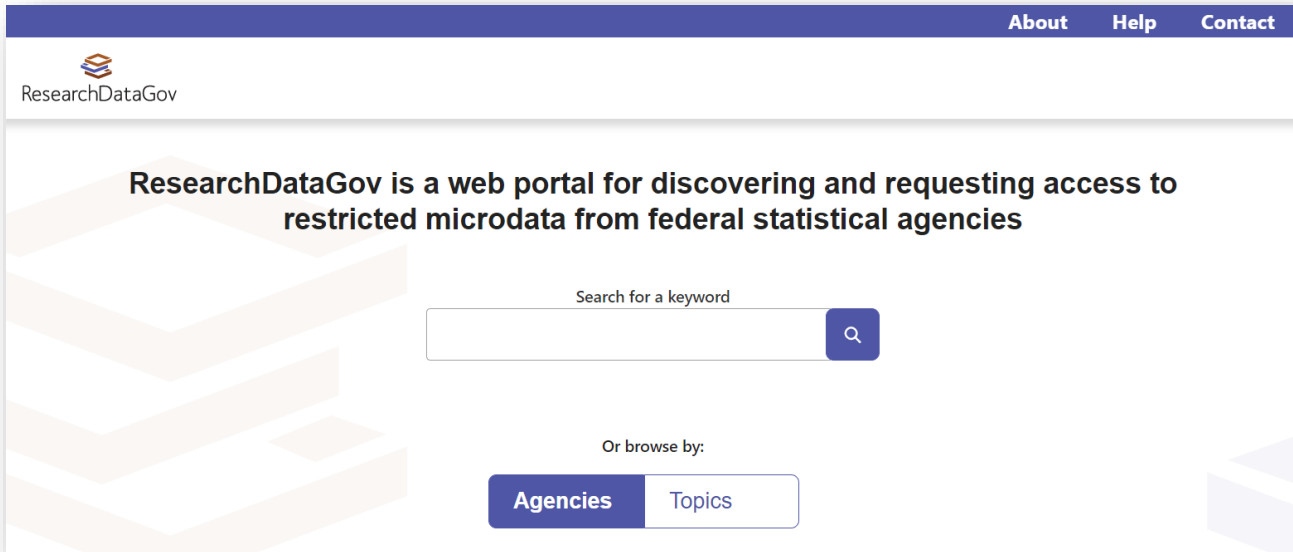 About Help Contact
ResearchDataGov
ResearchDataGov is a web portal for discovering and requesting access to
restricted microdata from federal statistical agencies
Search for a keyword
Or browse by:
Agencies Topics